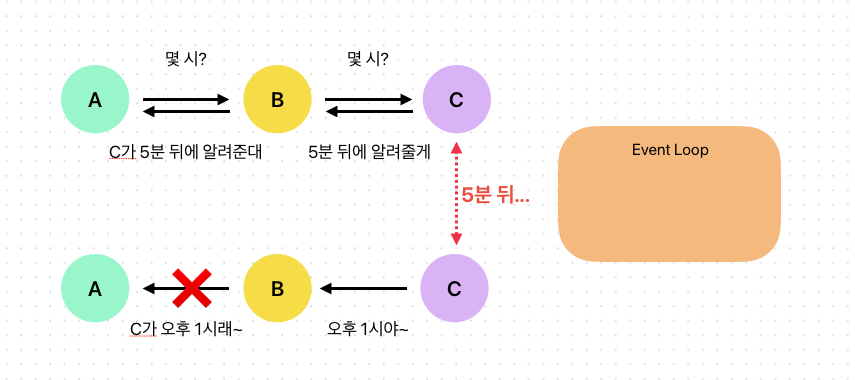 몇 시?
몇 시?
A
B
C
C가 5분 뒤에 알려준대
5분 뒤에 알려줄게
Event Loop
5분 뒤...
A
B
C
C가 오후 1시래~
오후 1시야~